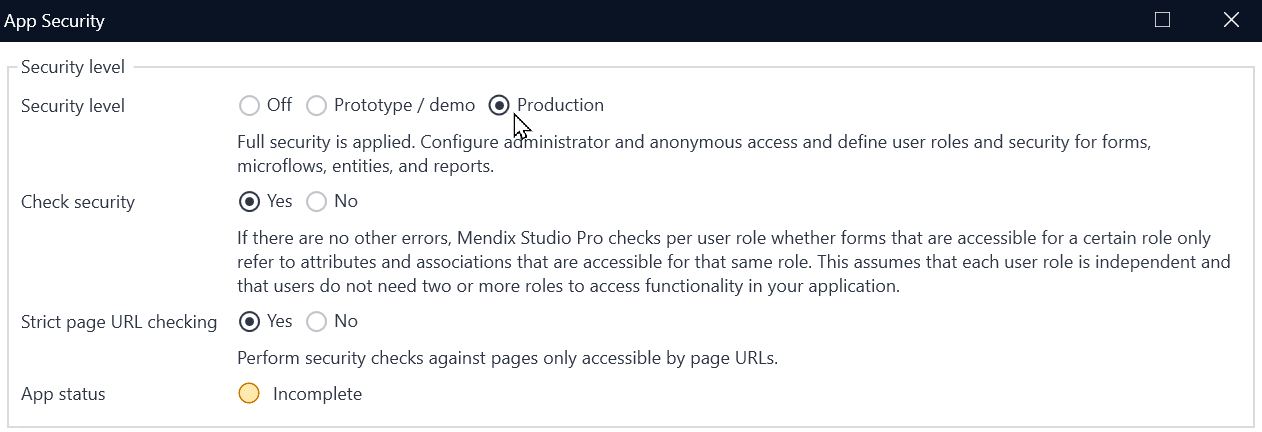 App Security
Security level
Security level Off Prototype / demo Production
Full security is applied. Configure administrator and anonymous access and define user roles and security for forms,
microflows, entities, and reports.
Check security Yes No
If there are no other errors, Mendix Studio Pro checks per user role whether forms that are accessible for a certain role only
refer to attributes and associations that are accessible for that same role. This assumes that each user role is independent and
that users do not need two or more roles to access functionality in your application.
Strict page URL checking Yes No
Perform security checks against pages only accessible by page URLs.
App status Incomplete